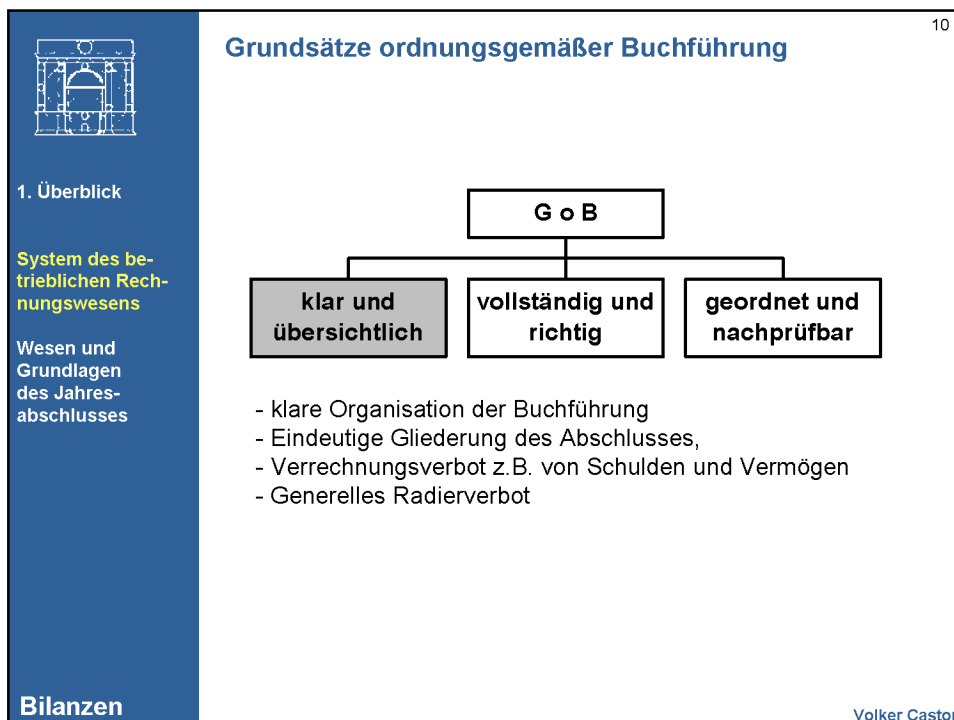 10
Grundsätze ordnungsgemäßer Buchführung
1. Überblick
System des be-
trieblichen Rech-
nungswesens
Wesen und
Grundlagen
des Jahres-
abschlusses
G o B
klar und
übersichtlich
vollständig und
richtig
geordnet und
nachprüfbar
- klare Organisation der Buchführung
- Eindeutige Gliederung des Abschlusses,
- Verrechnungsverbot z.B. von Schulden und Vermögen
- Generelles Radierverbot
Bilanzen
Volker Castor